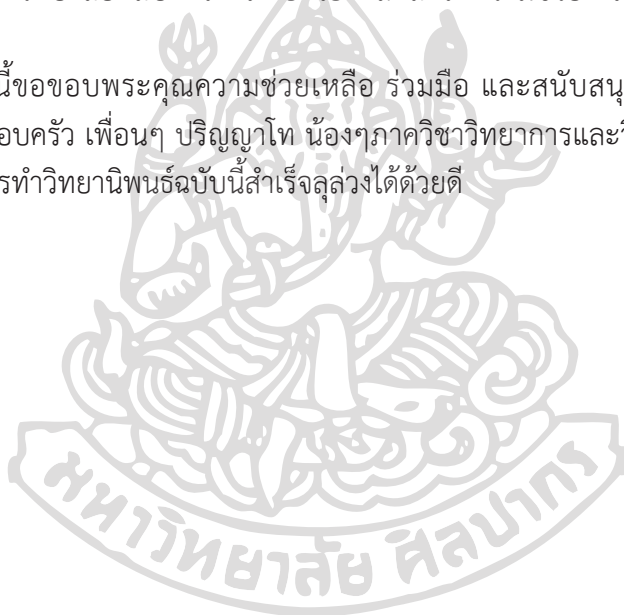 นี้ขอขอบพระคุณความช่วยเหลือ ร่วมมือ และสนับสนุ
อบครัว เพื่อนๆ ปริญญาโท น้องๆภาควิชาวิทยาการและวิ
รทำวิทยานิพนธ์ฉบับนี้สำเร็จลุล่วงได้ด้วยดี
มหาวิทยาลัย ศิลปากร